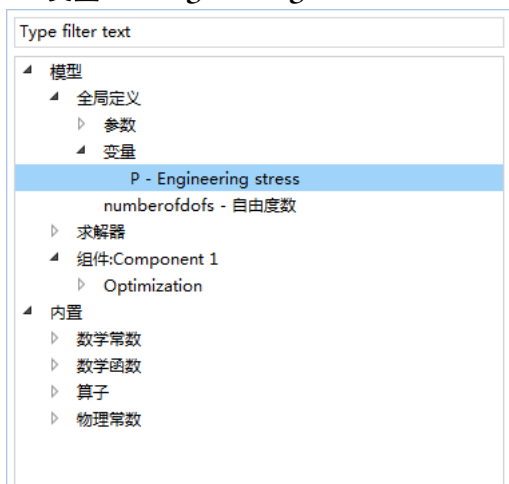 Type filter text
模型
全局定义
参数
变量
P - Engineering stress
numberofdofs - 自由度数
求解器
组件:Component 1
Optimization
内置
数学常数
数学函数
算子
物理常数